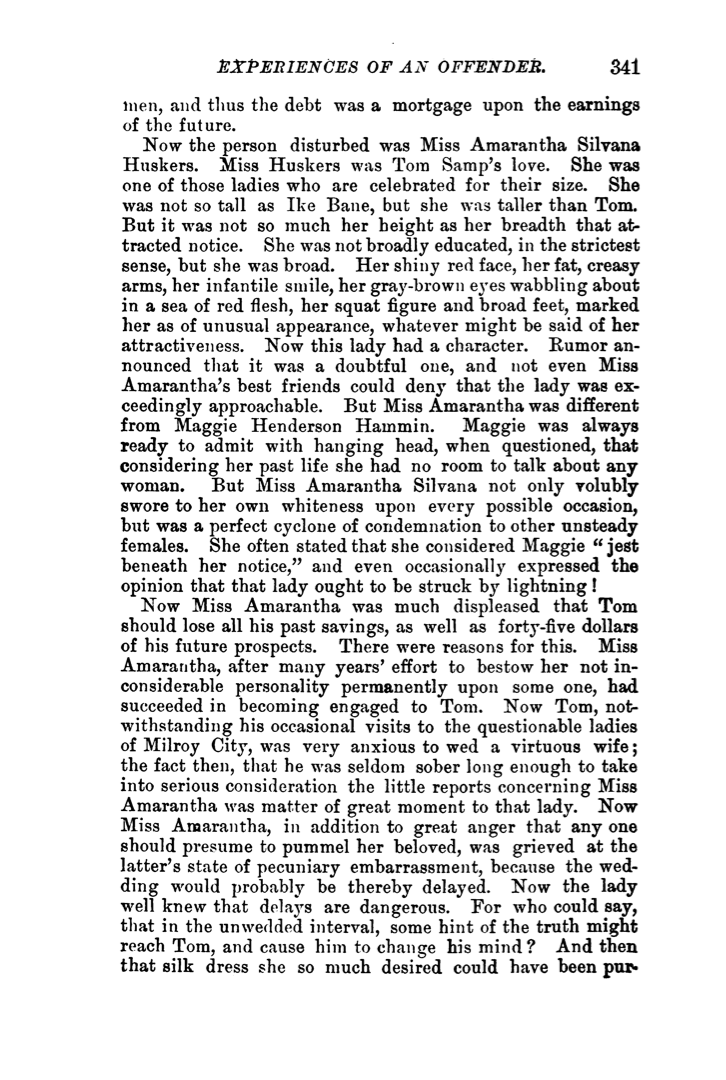 EXPERIENCES OF AN OFFENDER. 341
men, and thus the debt was a mortgage upon the earnings
of the future.
Now the person disturbed was Miss Amarantha Silvana
Huskers. Miss Huskers was Tom Samp's love. She was
one of those ladies who are celebrated for their size. She
was not so tall as Ike Bane, but she was taller than Tom.
But it was not so much her height as her breadth that at-
tracted notice. She was not broadly educated, in the strictest
sense, but she was broad. Her shiny red face, her fat, creasy
arms, her infantile smile, her gray-brown eyes wabbling about
in a sea of red flesh, her squat figure and broad feet, marked
her as of unusual appearance, whatever might be said of her
attractiveness. Now this lady had a character. Rumor an-
nounced that it was a doubtful one, and not even Miss
Amarantha's best friends could deny that the lady was ex-
ceedingly approachable. But Miss Amarantha was different
from Maggie Henderson Hammin. Maggie was always
ready to admit with hanging head, when questioned, that
considering her past life she had no room to talk about any
woman. But Miss Amarantha Silvana not only volubly
swore to her own whiteness upon every possible occasion,
but was a perfect cyclone of condemnation to other unsteady
females. She often stated that she considered Maggie "jest
beneath her notice," and even occasionally expressed the
opinion that that lady ought to be struck by lightning!
Now Miss Amarantha was much displeased that Tom
should lose all his past savings, as well as forty-five dollars
of his future prospects. There were reasons for this. Miss
Amarantha, after many years' effort to bestow her not in-
considerable personality permanently upon some one, had
succeeded in becoming engaged to Tom. Now Tom, not-
withstanding his occasional visits to the questionable ladies
of Milroy City, was very anxious to wed a virtuous wife;
the fact then, that he was seldom sober long enough to take
into serious consideration the little reports concerning Miss
Amarantha was matter of great moment to that lady. Now
Miss Amarantha, in addition to great anger that any one
should presume to pummel her beloved, was grieved at the
latter's state of pecuniary embarrassment, because the wed-
ding would probably be thereby delayed. Now the lady
well knew that delays are dangerous. For who could say,
that in the unwedded interval, some hint of the truth might
reach Tom, and cause him to change his mind? And then
that silk dress she so much desired could have been pur-